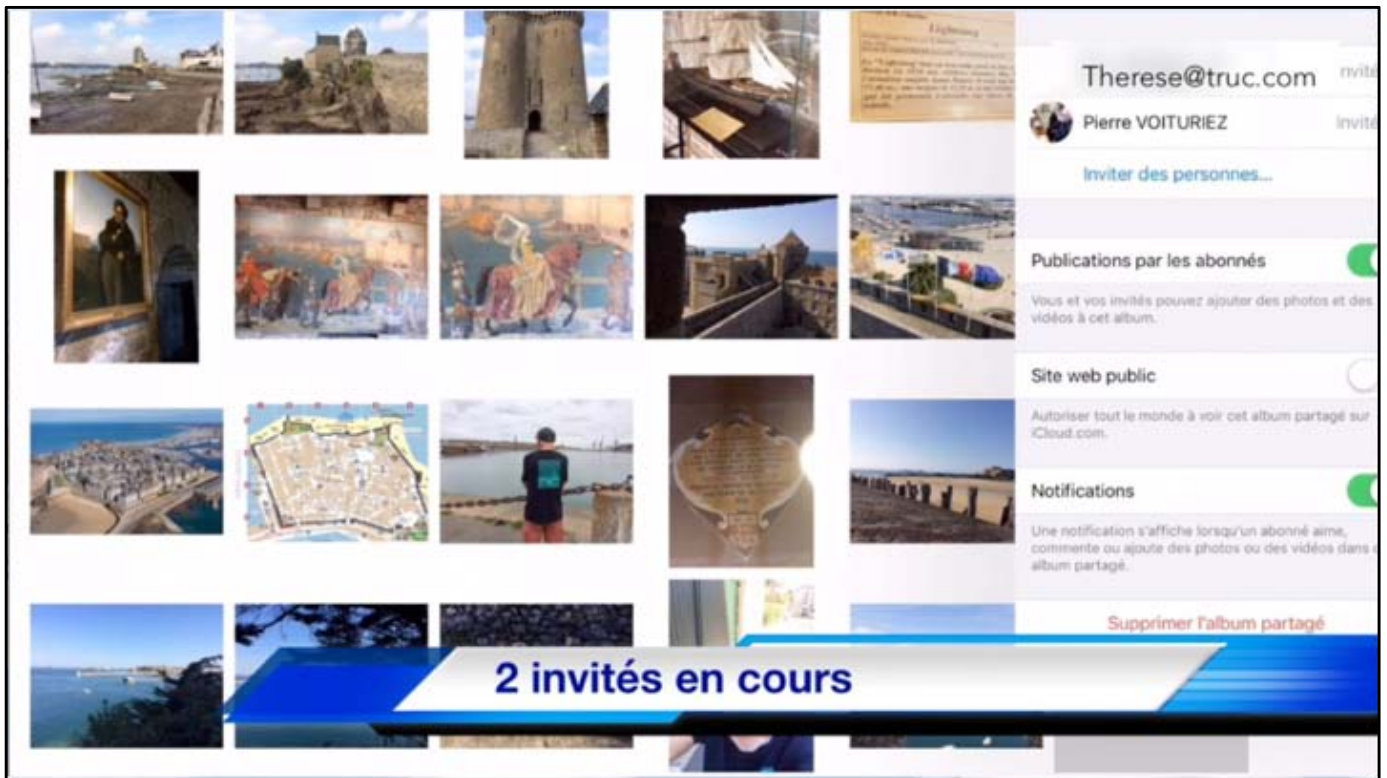 Lightning
Therese@truc.com
Invité
Pierre VOITURIEZ
Invité
Inviter des personnes...
Publications par les abonnés
Vous et vos invités pouvez ajouter des photos et des
vidéos à cet album.
Site web public
Autoriser tout le monde à voir cet album partagé sur
iCloud.com.
Notifications
Une notification s'affiche lorsqu'un abonné aime,
commente ou ajoute des photos ou des vidéos dans
album partagé.
Supprimer l'album partagé
2 invités en cours